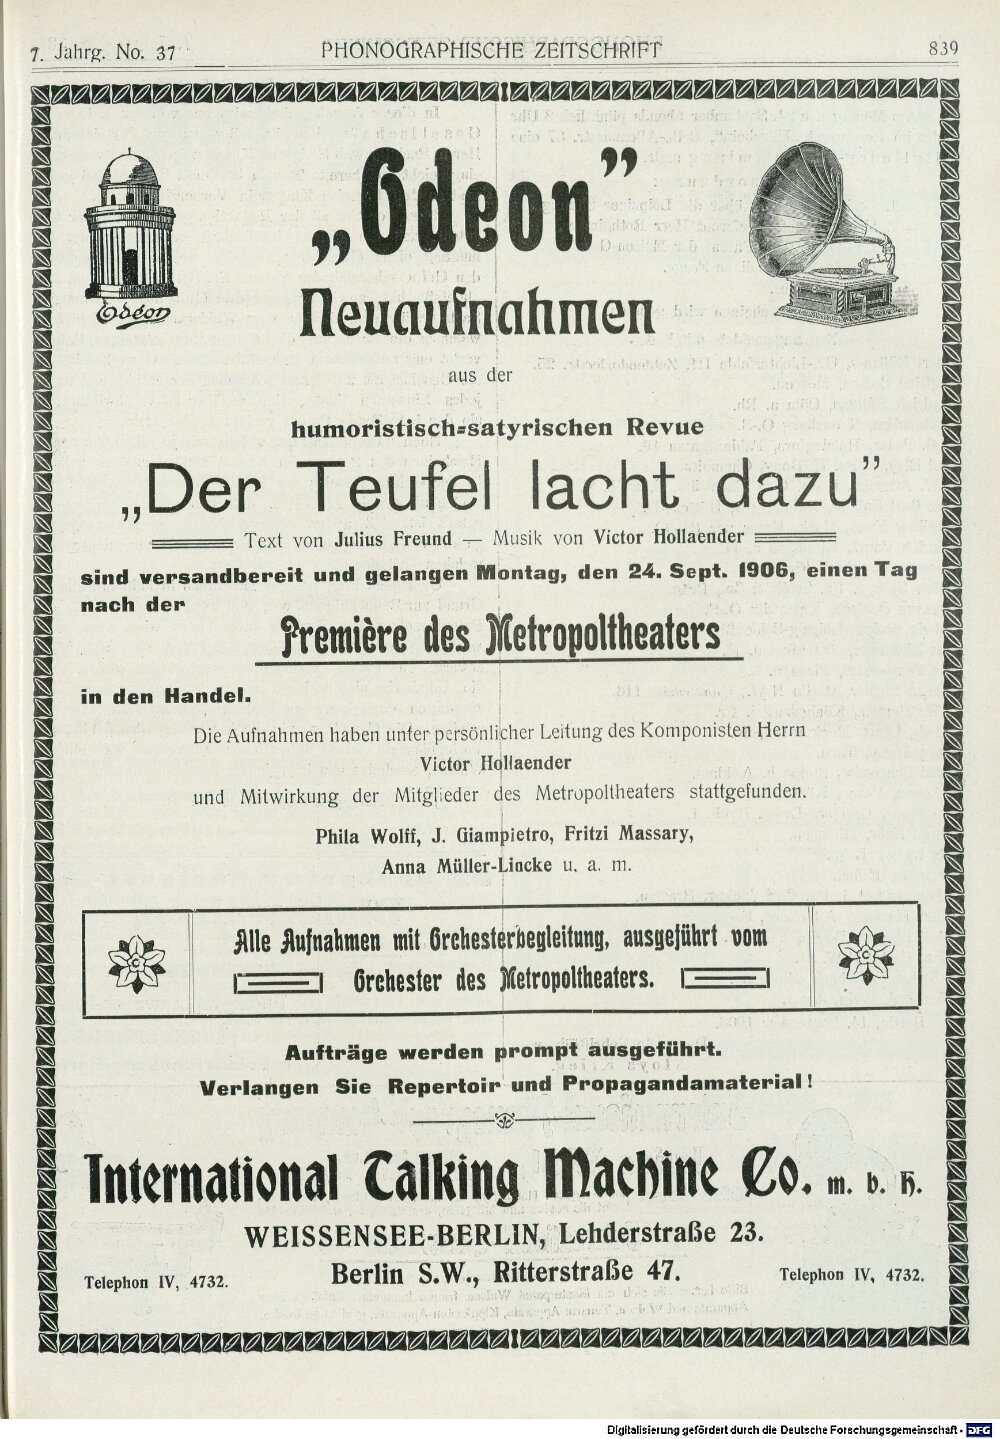 7. Jahrg. No. 37 PHONOGRAPHISCHE ZEITSCHRIFT 839
„Odeon”
Odéon
Neuaufnahmen
aus der
humoristisch-satyrischen Revue
„Der Teufel lacht dazu”
Text von Julius Freund — Musik von Victor Hollaender
sind versandbereit und gelangen Montag, den 24. Sept. 1906, einen Tag
nach der
Première des Metropoltheaters
in den Handel.
Die Aufnahmen haben unter persönlicher Leitung des Komponisten Herrn
Victor Hollaender
und Mitwirkung der Mitglieder des Metropoltheaters stattgefunden.
Phila Wolff, J. Giampietro, Fritzi Massary,
Anna Müller-Lincke u. a. m.
Alle Aufnahmen mit Orchesterbegleitung, ausgeführt vom
Orchester des Metropoltheaters.
Aufträge werden prompt ausgeführt.
Verlangen Sie Repertoir und Propagandamaterial!
International Talking Machine Co. m. b. H.
WEISSENSEE-BERLIN, Lehderstraße 23.
Telephon IV, 4732. Berlin S.W., Ritterstraße 47. Telephon IV, 4732.
Digitalisierung gefördert durch die Deutsche Forschungsgemeinschaft - DFG